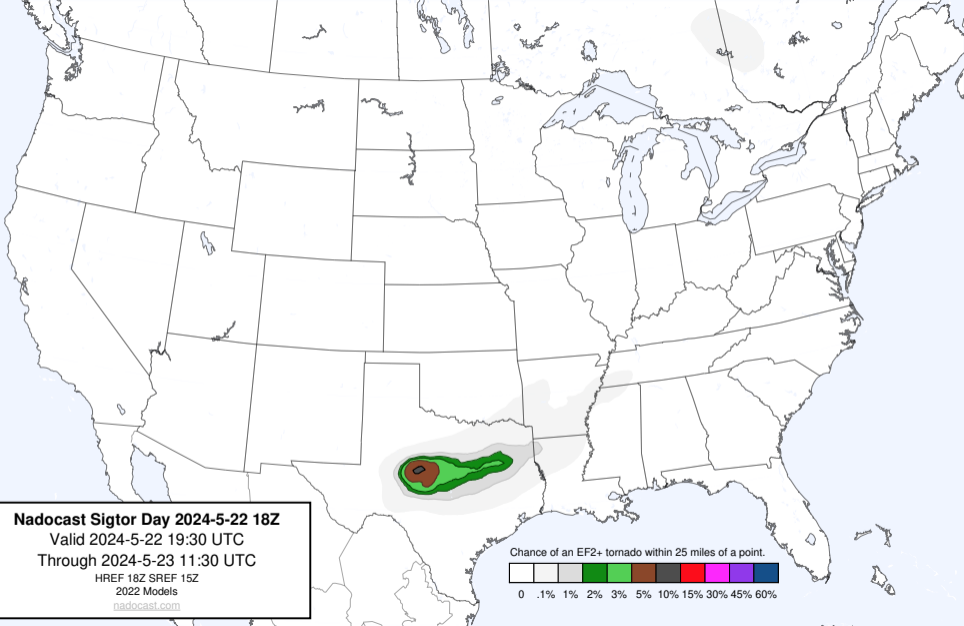 Nadocast Sigtor Day 2024-5-22 18Z
Valid 2024-5-22 19:30 UTC
Through 2024-5-23 11:30 UTC
HREF 18Z SREF 15Z
2022 Models
nadocast.com
Chance of an EF2+ tornado within 25 miles of a point.
0 .1% 1% 2% 3% 5% 10% 15% 30% 45% 60%